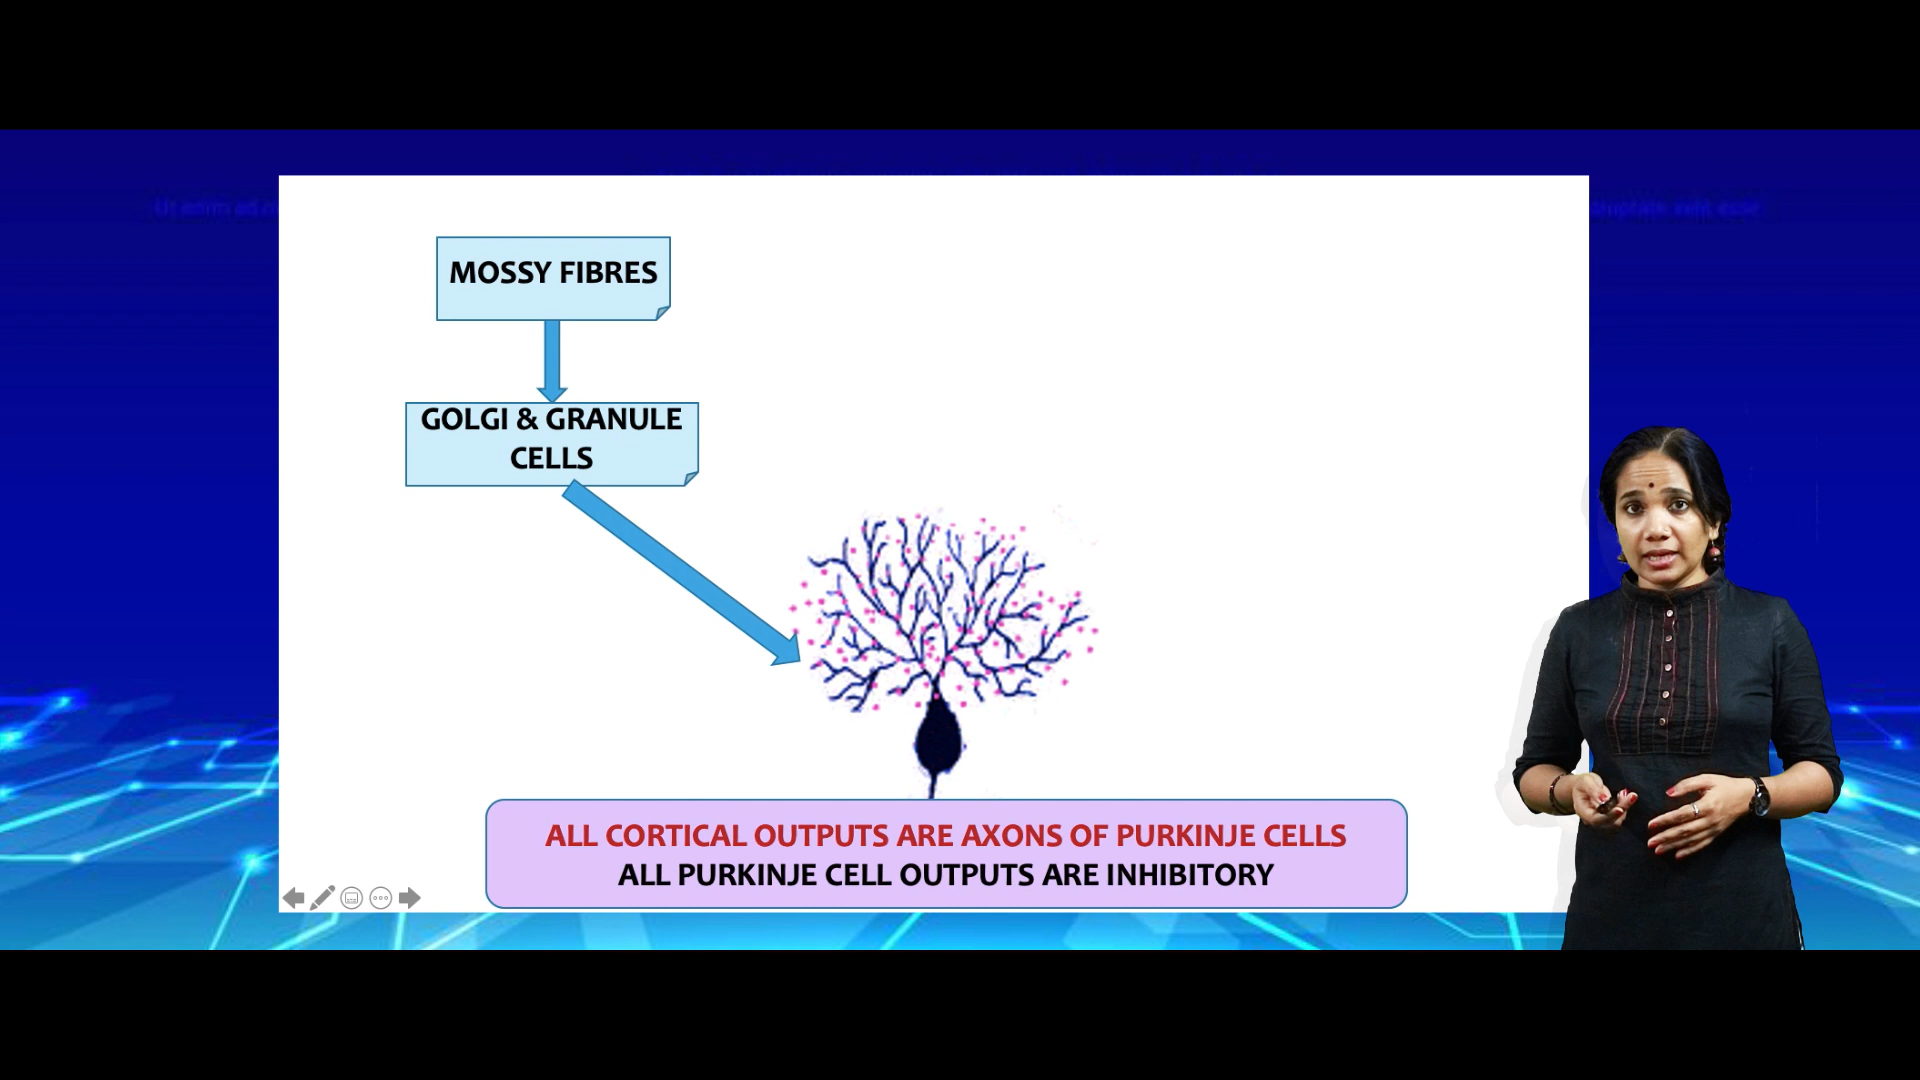 MOSSY FIBRES
GOLGI & GRANULE
CELLS
ALL CORTICAL OUTPUTS ARE AXONS OF PURKINJE CELLS
ALL PURKINJE CELL OUTPUTS ARE INHIBITORY